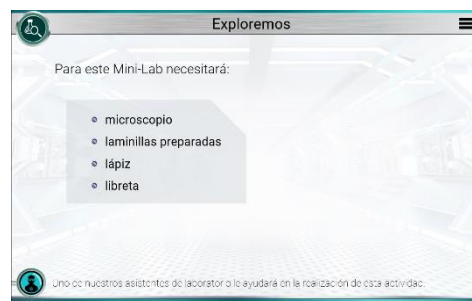 Exploremos
Para este Mini-Lab necesitará:
microscopio
laminillas preparadas
lápiz
libreta
Uno de nuestros asistentes de laboratorio le ayudará en la realización de esta actividad.